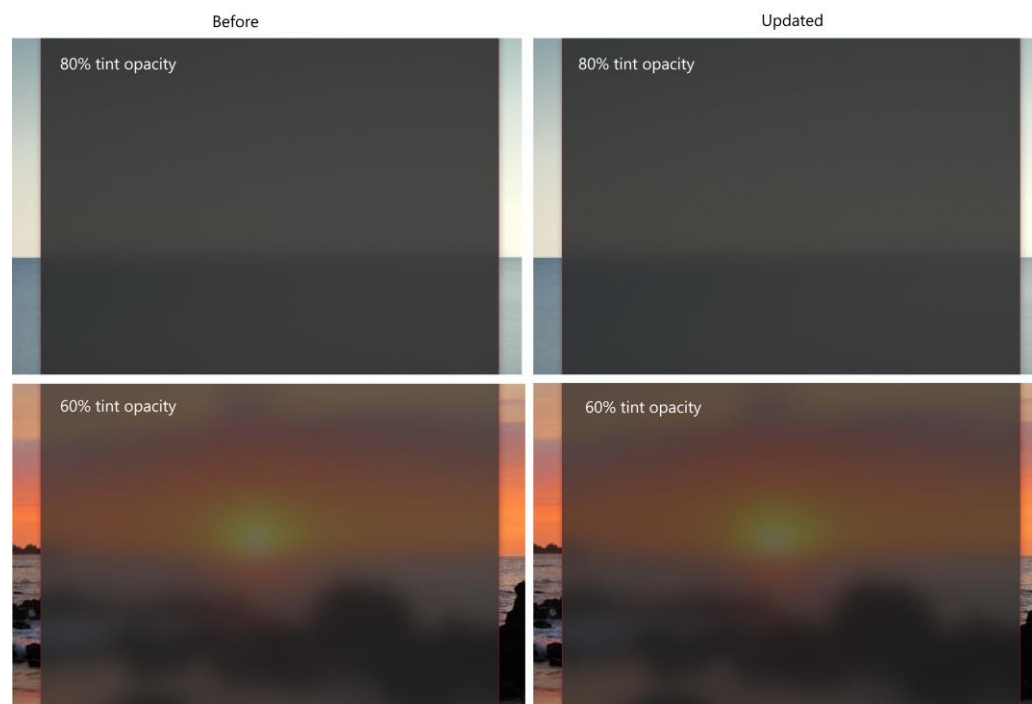 Before
Updated
80% tint opacity
80% tint opacity
60% tint opacity
60% tint opacity